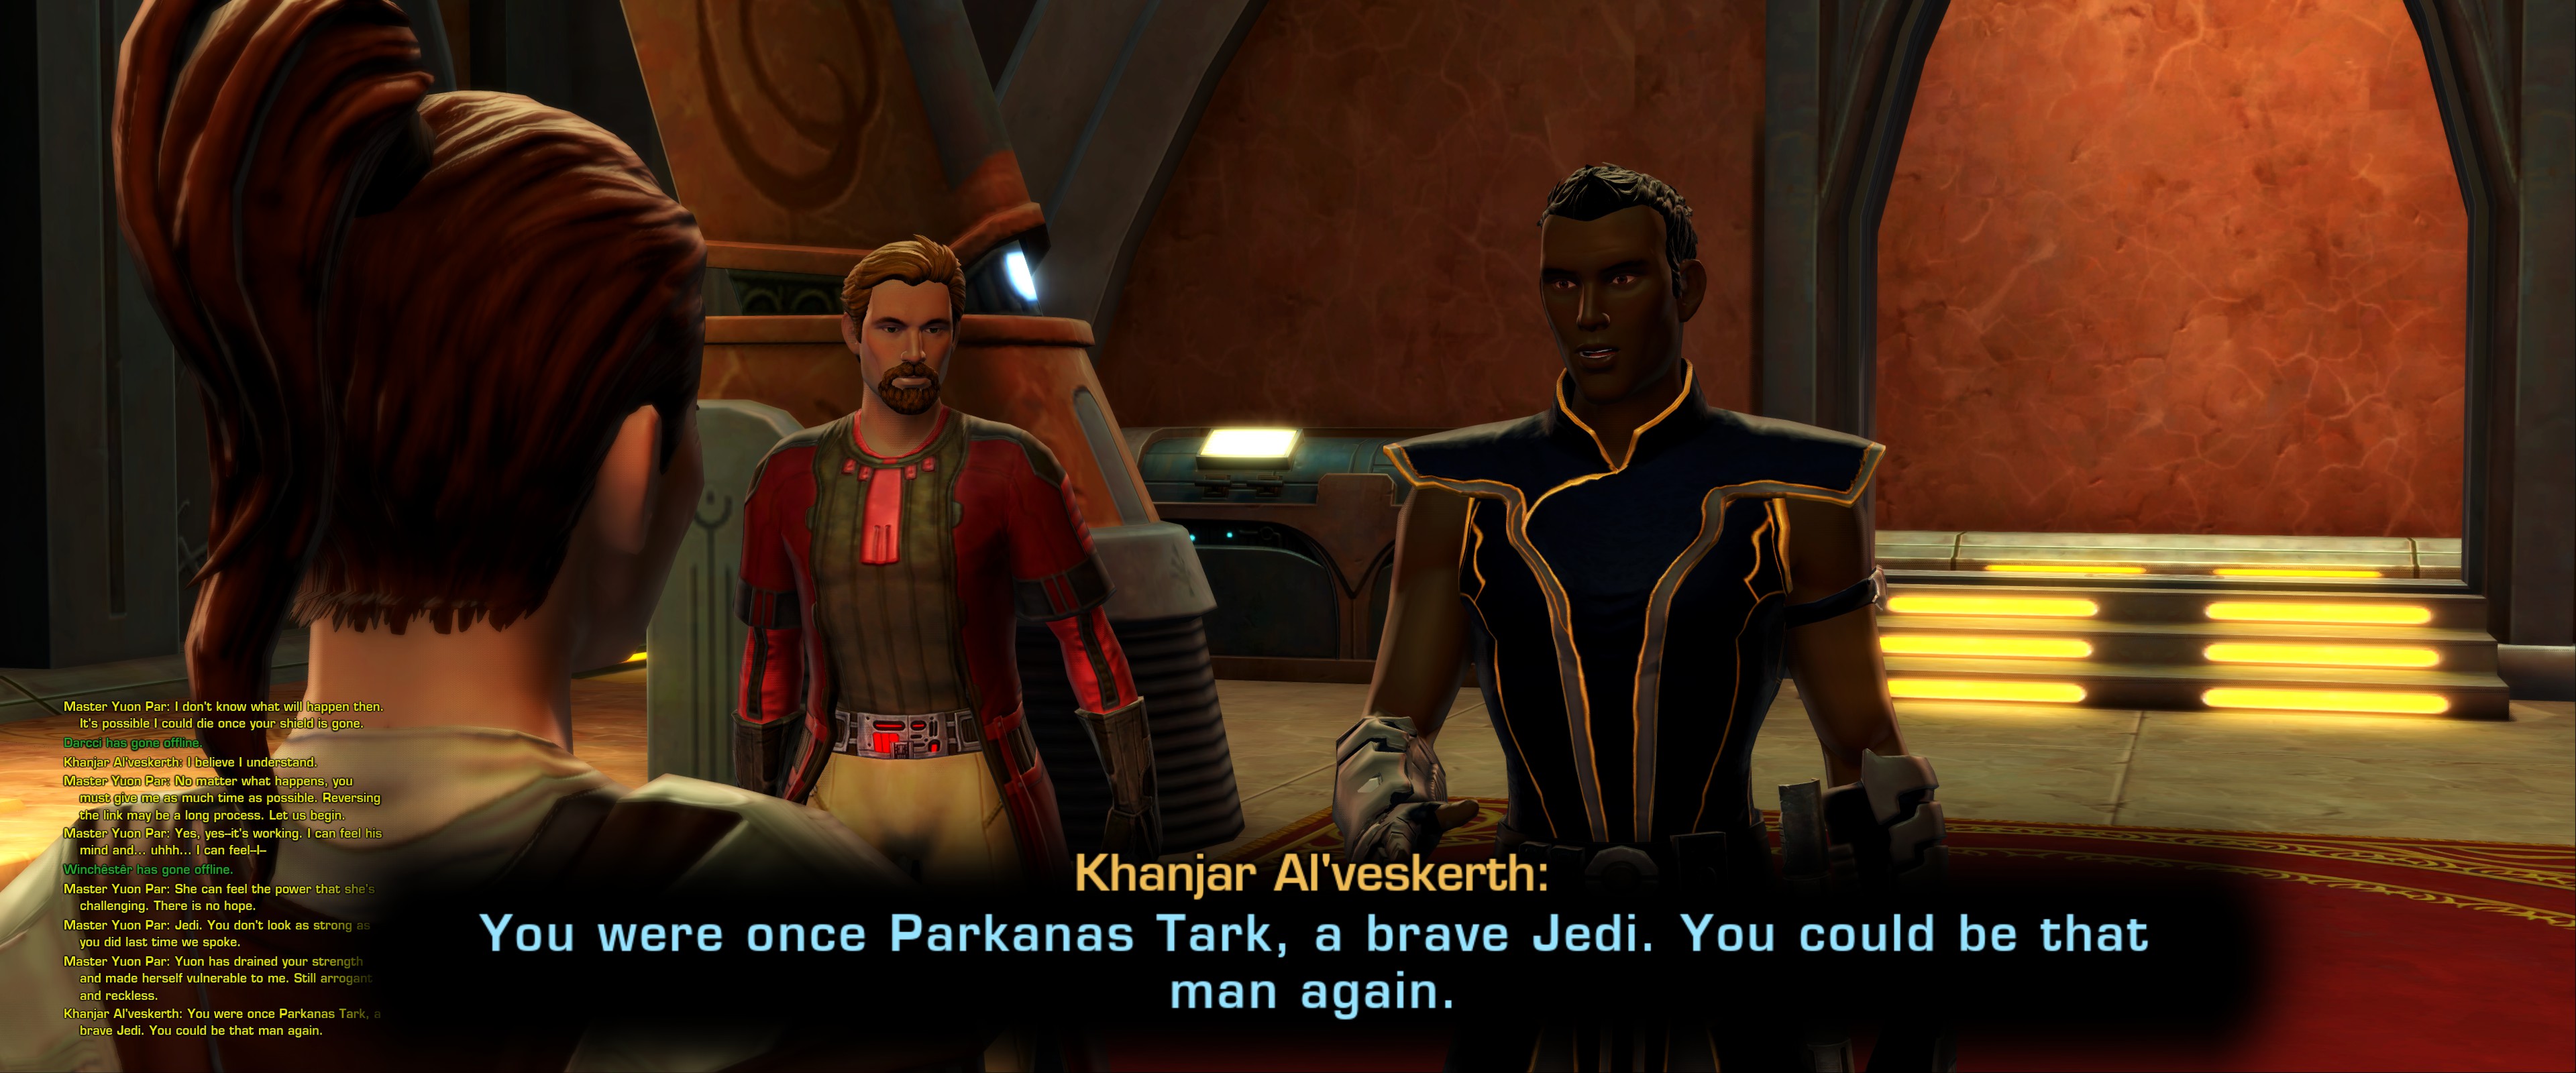 Master Yuon Par: I don't know what will happen then.
It's possible I could die once your shield is gone.
Darcci has gone offline.
Khanjar Al'veskerth: I believe I understand.
Master Yuon Par: No matter what happens, you
must give me as much time as possible. Reversing
the link may be a long process. Let us begin.
Master Yuon Par: Yes, yes–it's working. I can feel his
mind and... uhhh... I can feel–I–
Winchêstêr has gone offline.
Master Yuon Par: She can feel the power that she's
challenging. There is no hope.
Master Yuon Par: Jedi. You don't look as strong as
you did last time we spoke.
Master Yuon Par: Yuon has drained your strength
and made herself vulnerable to me. Still arrogant
and reckless.
Khanjar Al'veskerth: You were once Parkanas Tark, a
brave Jedi. You could be that man again.
Khanjar Al'veskerth:
You were once Parkanas Tark, a brave Jedi. You could be that
man again.